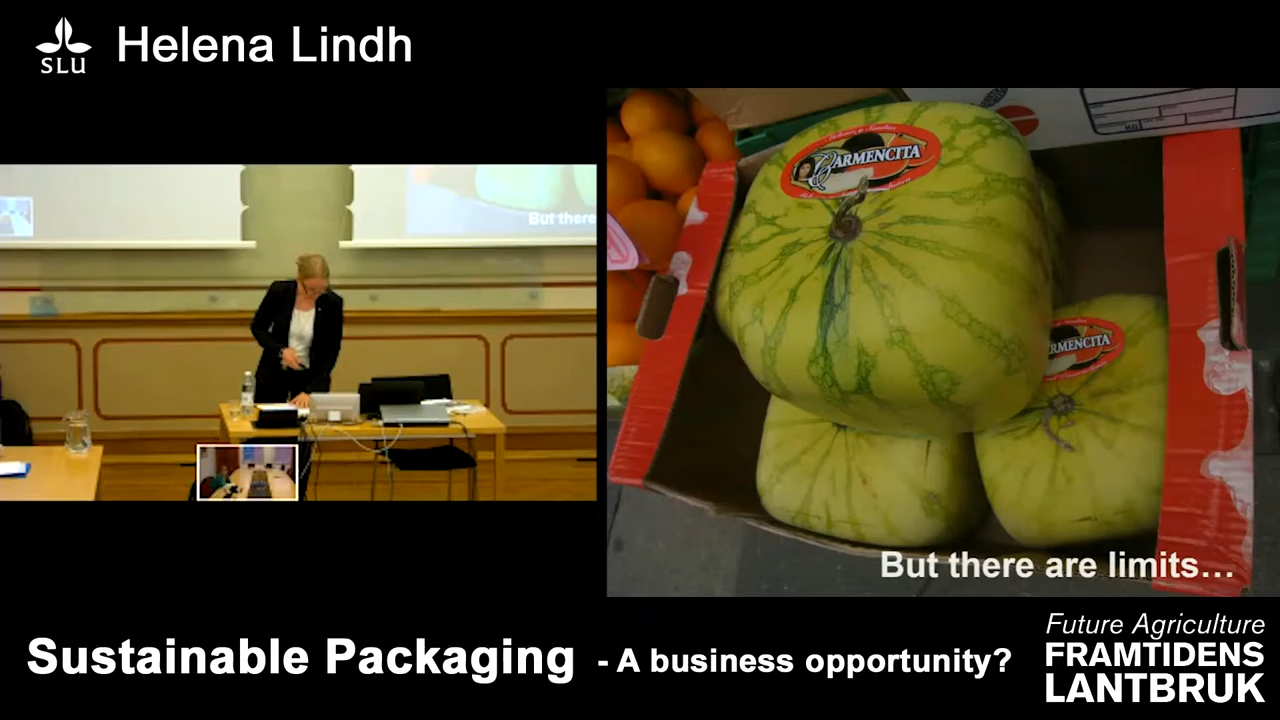 SLU
Helena Lindh
But there
CARMENCITA
ARMENCITA
KG
But there are limits…
Sustainable Packaging - A business opportunity?
Future Agriculture
FRAMTIDENS
LANTBRUK